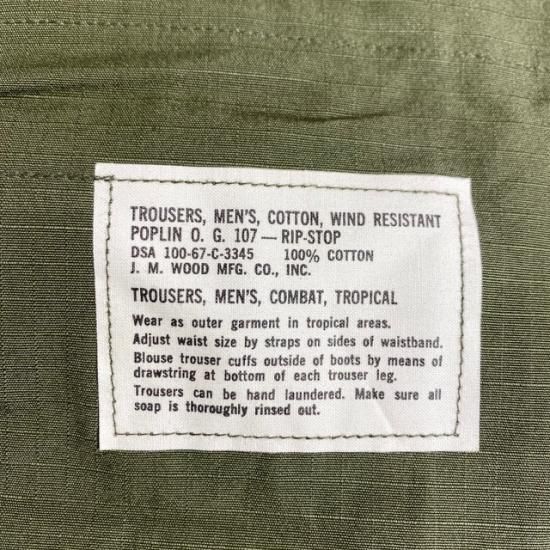 TROUSERS, MEN'S, COTTON, WIND RESISTANT
POPLIN O. G. 107 — RIP-STOP
DSA 100-67-C-3345 100% COTTON
J. M. WOOD MFG. CO., INC.
TROUSERS, MEN'S, COMBAT, TROPICAL
Wear as outer garment in tropical areas.
Adjust waist size by straps on sides of waistband.
Blouse trouser cuffs outside of boots by means of
drawstring at bottom of each trouser leg.
Trousers can be hand laundered. Make sure all
soap is thoroughly rinsed out.